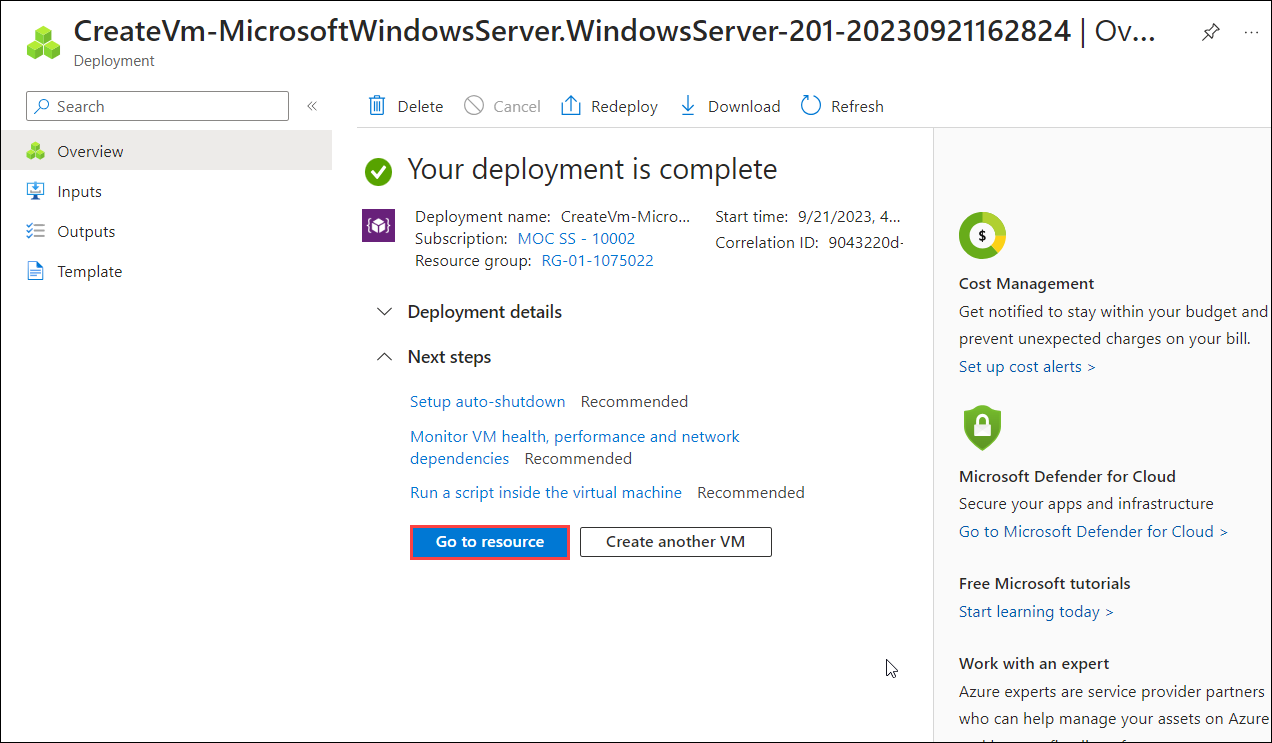 CreateVm-MicrosoftWindowsServer.WindowsServer-201-20230921162824 | Ov...
Deployment
Search
«
Delete
Cancel
Redeploy
Download
Refresh
Overview
Inputs
Outputs
Template
Your deployment is complete
Deployment name: CreateVm-Micro...
Subscription: MOC SS - 10002
Resource group: RG-01-1075022
Start time: 9/21/2023, 4...
Correlation ID: 9043220d-
Deployment details
Next steps
Setup auto-shutdown Recommended
Monitor VM health, performance and network
dependencies Recommended
Run a script inside the virtual machine Recommended
Go to resource
Create another VM
$
Cost Management
Get notified to stay within your budget and
prevent unexpected charges on your bill.
Set up cost alerts >
Microsoft Defender for Cloud
Secure your apps and infrastructure
Go to Microsoft Defender for Cloud >
Free Microsoft tutorials
Start learning today >
Work with an expert
Azure experts are service provider partners
who can help manage your assets on Azure